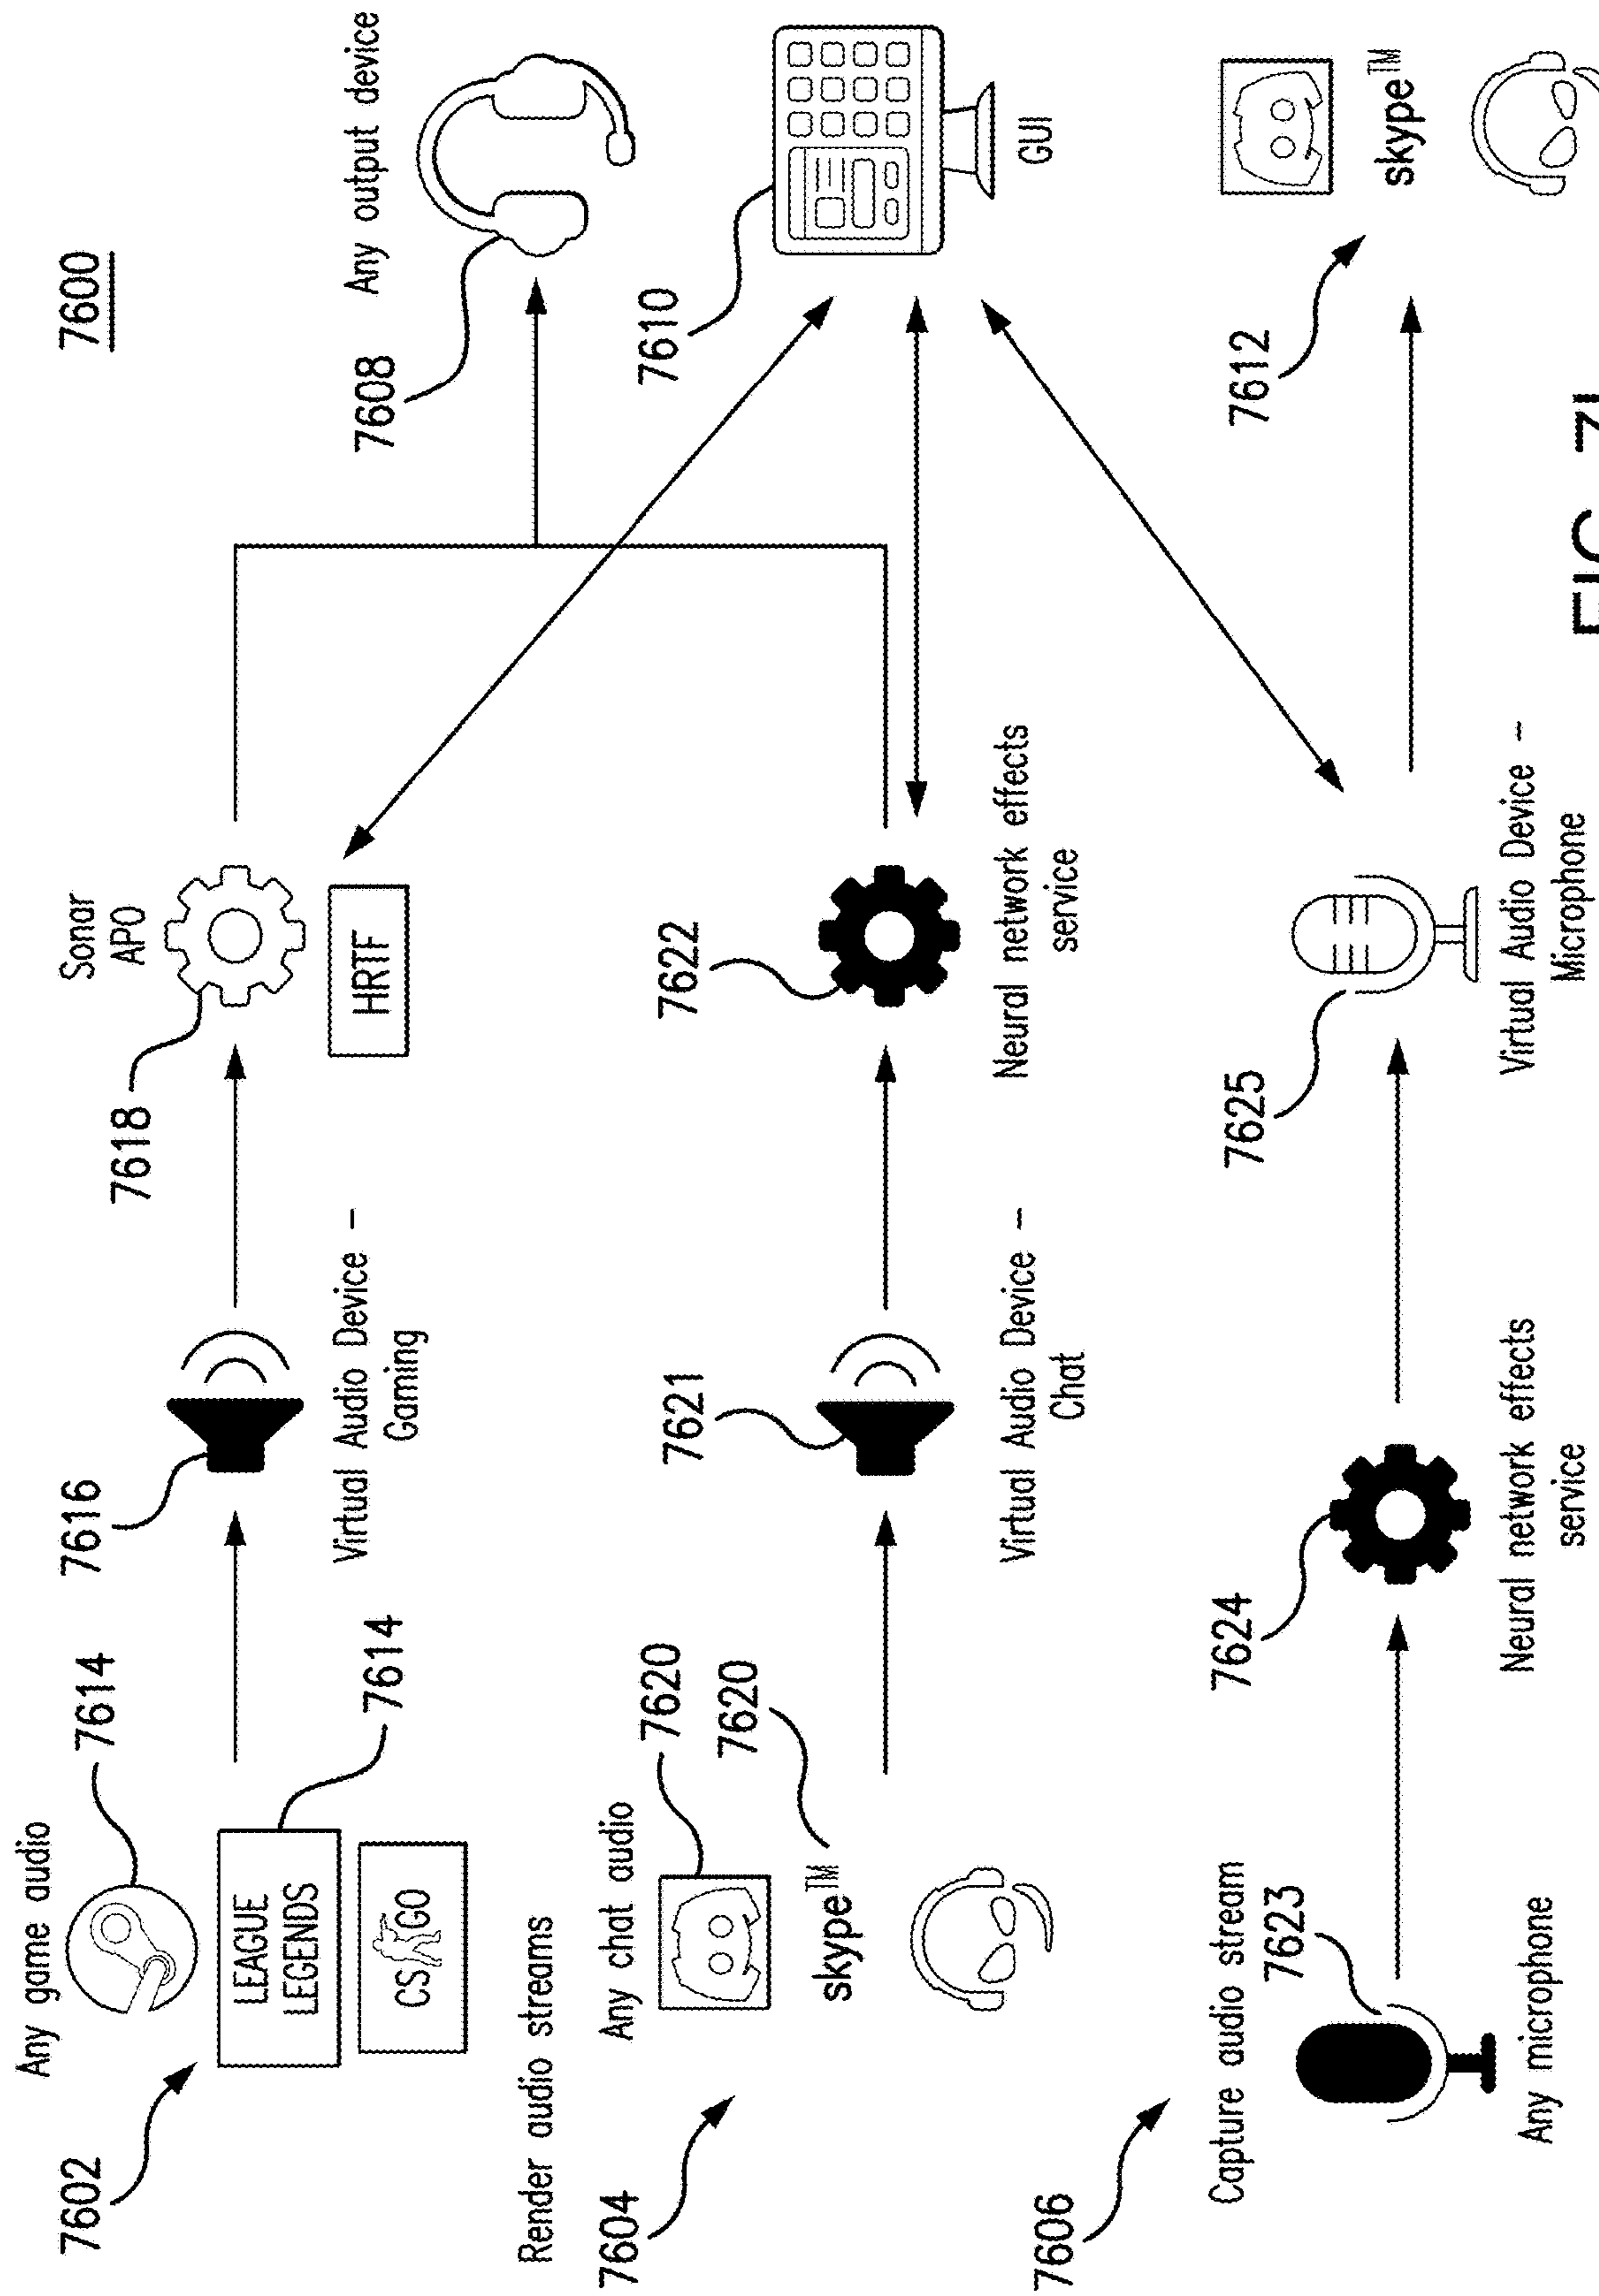 7600
Any game audio
7602
7614
LEAGUE
LEGENDS
7614
CS GO
7616
Virtual Audio Device –
Gaming
7618
Sonar
APO
HRTF
Any output device
7608
Render audio streams
7604
Any chat audio
7620
7620
skype™
7621
Virtual Audio Device –
Chat
7622
Neural network effects
service
7610
GUI
7606
Capture audio stream
7623
Any microphone
7624
Neural network effects
service
7625
Virtual Audio Device –
Microphone
7612
skype™